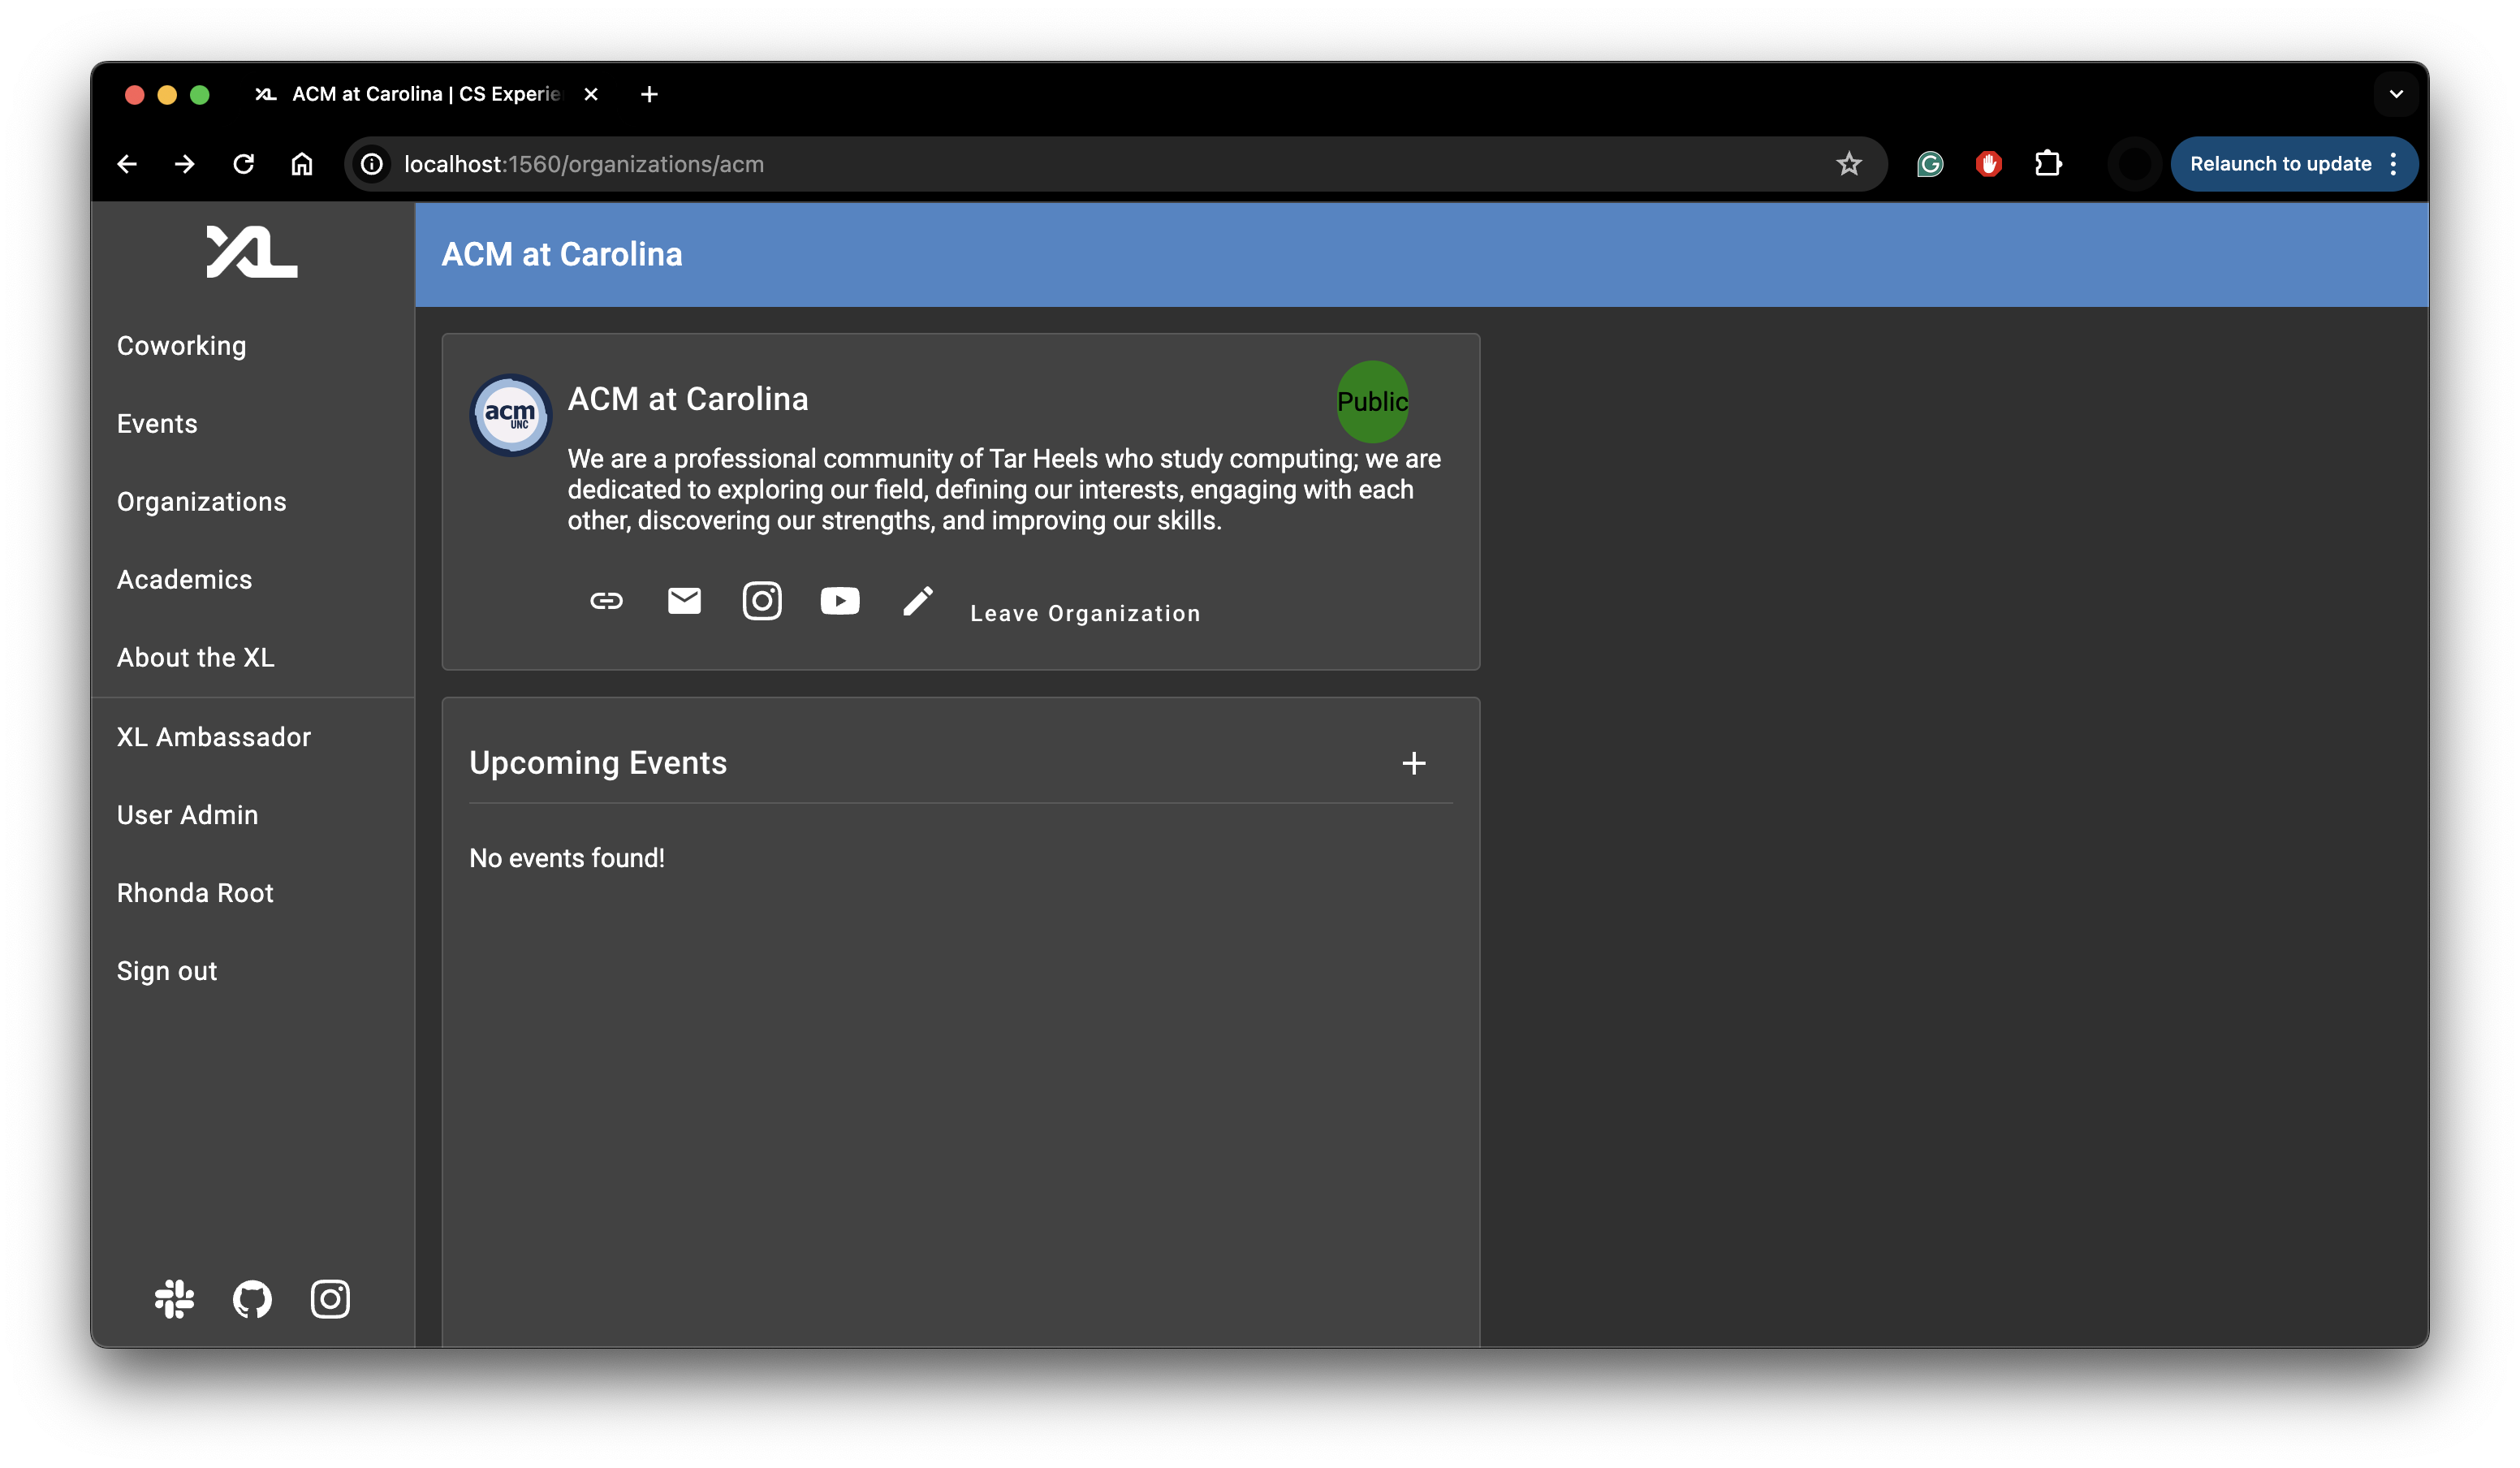 ACM at Carolina | CS Experie
localhost:1560/organizations/acm
Relaunch to update
XL
ACM at Carolina
Coworking
Events
Organizations
Academics
About the XL
XL Ambassador
User Admin
Rhonda Root
Sign out
acm
UNC
ACM at Carolina
Public
We are a professional community of Tar Heels who study computing; we are
dedicated to exploring our field, defining our interests, engaging with each
other, discovering our strengths, and improving our skills.
Leave Organization
Upcoming Events
No events found!